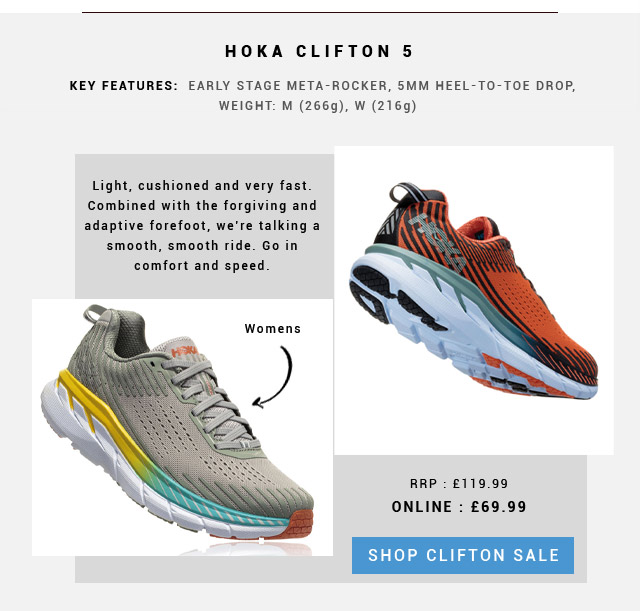 HOKA CLIFTON 5
KEY FEATURES: EARLY STAGE META-ROCKER, 5MM HEEL-TO-TOE DROP,
WEIGHT: M (266g), W (216g)
Light, cushioned and very fast.
Combined with the forgiving and
adaptive forefoot, we're talking a
smooth, smooth ride. Go in
comfort and speed.
HOKA
Womens
HOKA
RRP : £119.99
ONLINE : £69.99
SHOP CLIFTON SALE